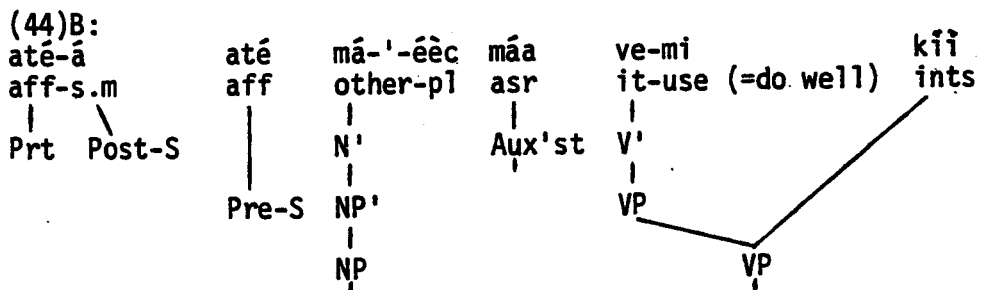 (44)B:
até-á até má-'-éèc máa ve-mi kíì
aff-s.m aff other-pl asr it-use (=do well) ints
Prt Post-S N' Aux'st V'
Pre-S NP' VP
NP VP